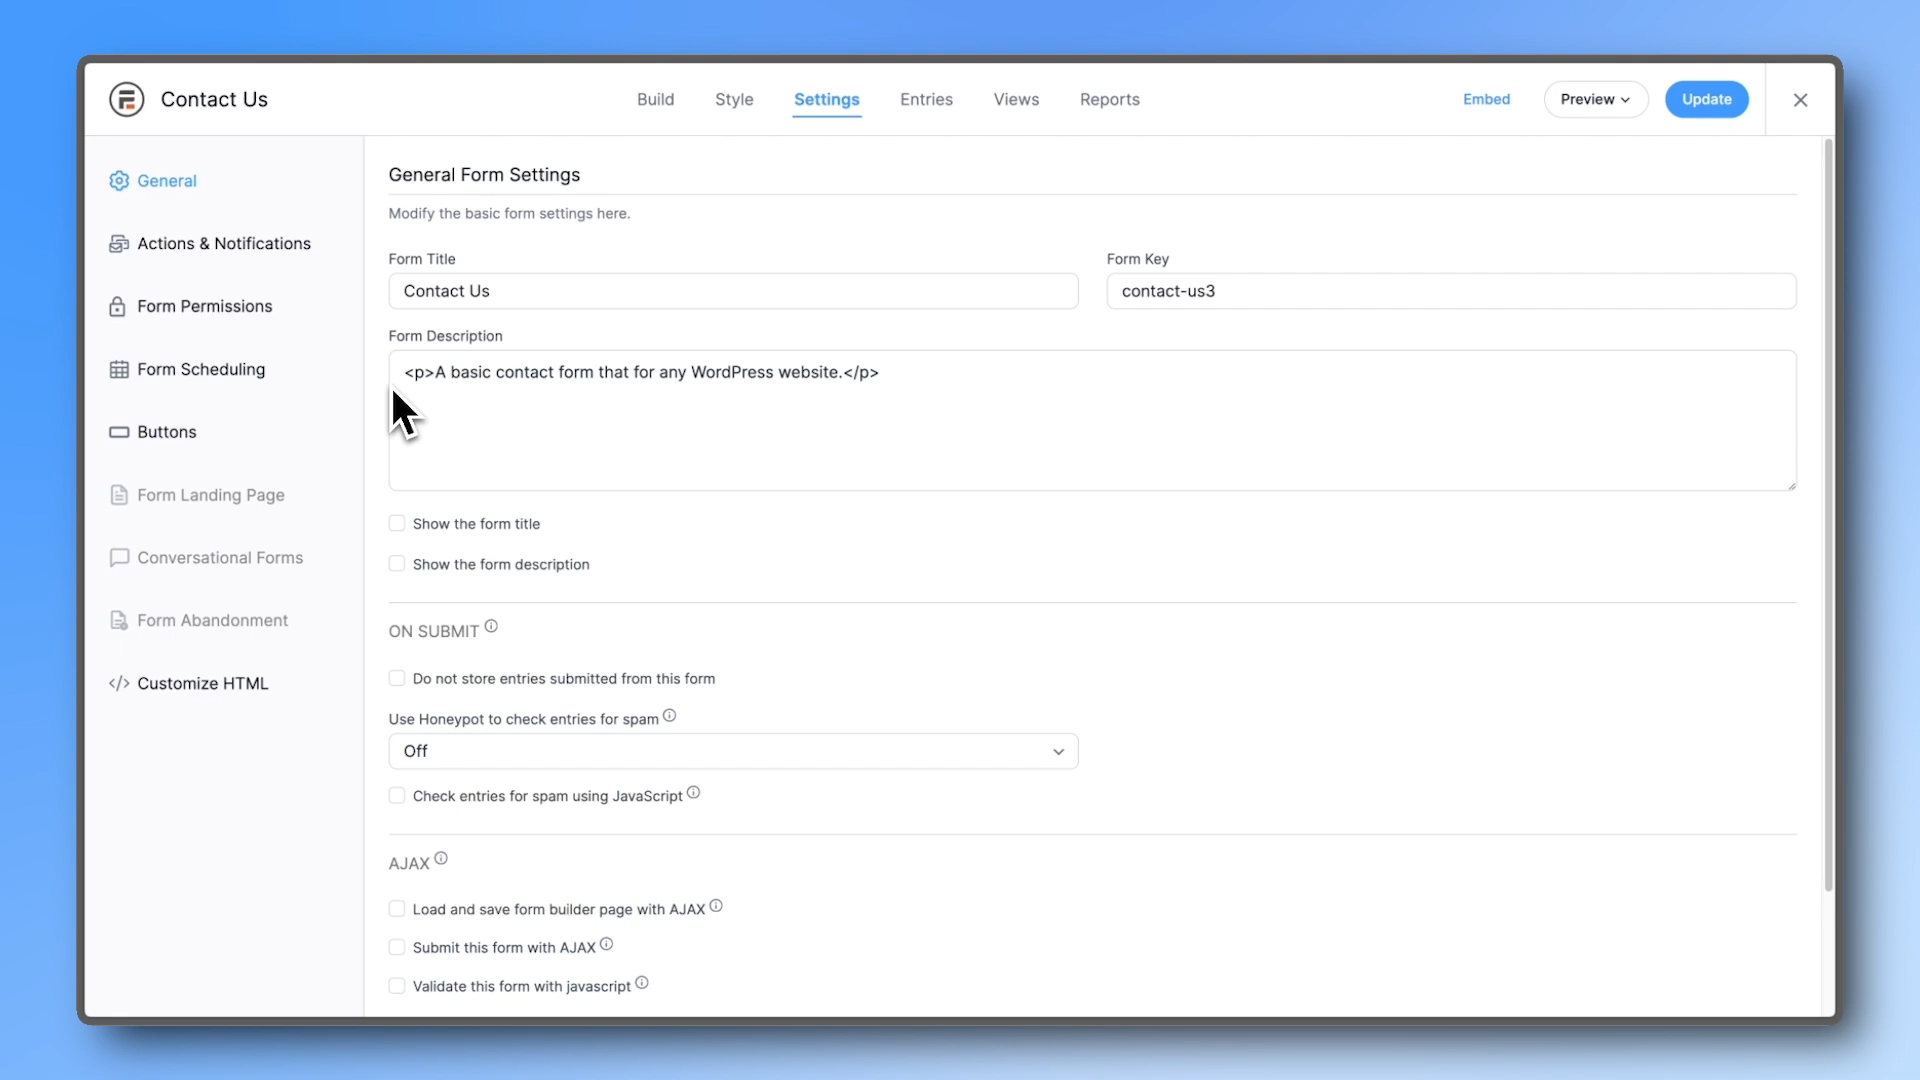 Contact Us
Build Style Settings Entries Views Reports
Embed Preview Update
General
Actions & Notifications
Form Permissions
Form Scheduling
Buttons
Form Landing Page
Conversational Forms
Form Abandonment
</> Customize HTML
General Form Settings
Modify the basic form settings here.
Form Title
Contact Us
Form Key
contact-us3
Form Description
<p>A basic contact form that for any WordPress website.</p>
Show the form title
Show the form description
ON SUBMIT
Do not store entries submitted from this form
Use Honeypot to check entries for spam
Off
Check entries for spam using JavaScript
AJAX
Load and save form builder page with AJAX
Submit this form with AJAX
Validate this form with javascript